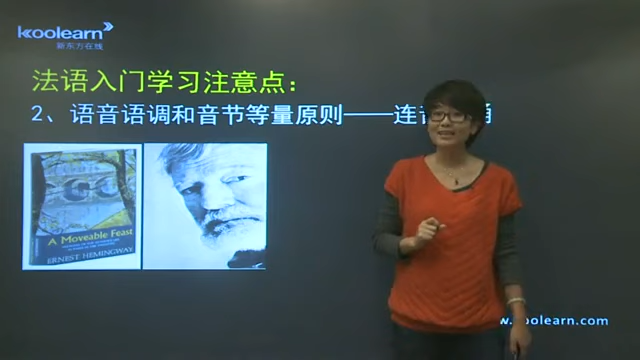 koolearn
新东方在线
法语入门学习注意点：
2、语音语调和音节等量原则——连音
A Moveable Feast
ERNEST HEMINGWAY
w.koolearn.com